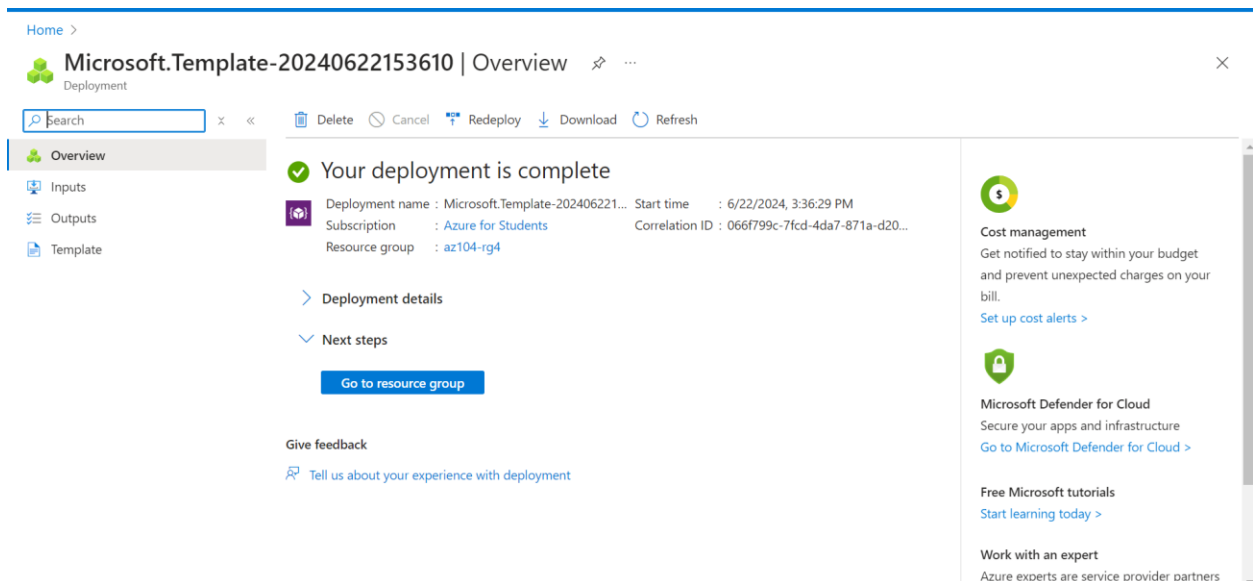 Home >
Microsoft.Template-20240622153610 | Overview ...
Deployment
Search
Delete Cancel Redeploy Download Refresh
Overview
Inputs
Outputs
Template
Your deployment is complete
Deployment name : Microsoft.Template-202406221... Start time : 6/22/2024, 3:36:29 PM
Subscription : Azure for Students Correlation ID : 066f799c-7fcd-4da7-871a-d20...
Resource group : az104-rg4
Deployment details
Next steps
Go to resource group
Give feedback
Tell us about your experience with deployment
Cost management
Get notified to stay within your budget
and prevent unexpected charges on your
bill.
Set up cost alerts >
Microsoft Defender for Cloud
Secure your apps and infrastructure
Go to Microsoft Defender for Cloud >
Free Microsoft tutorials
Start learning today >
Work with an expert
Azure experts are service provider partners